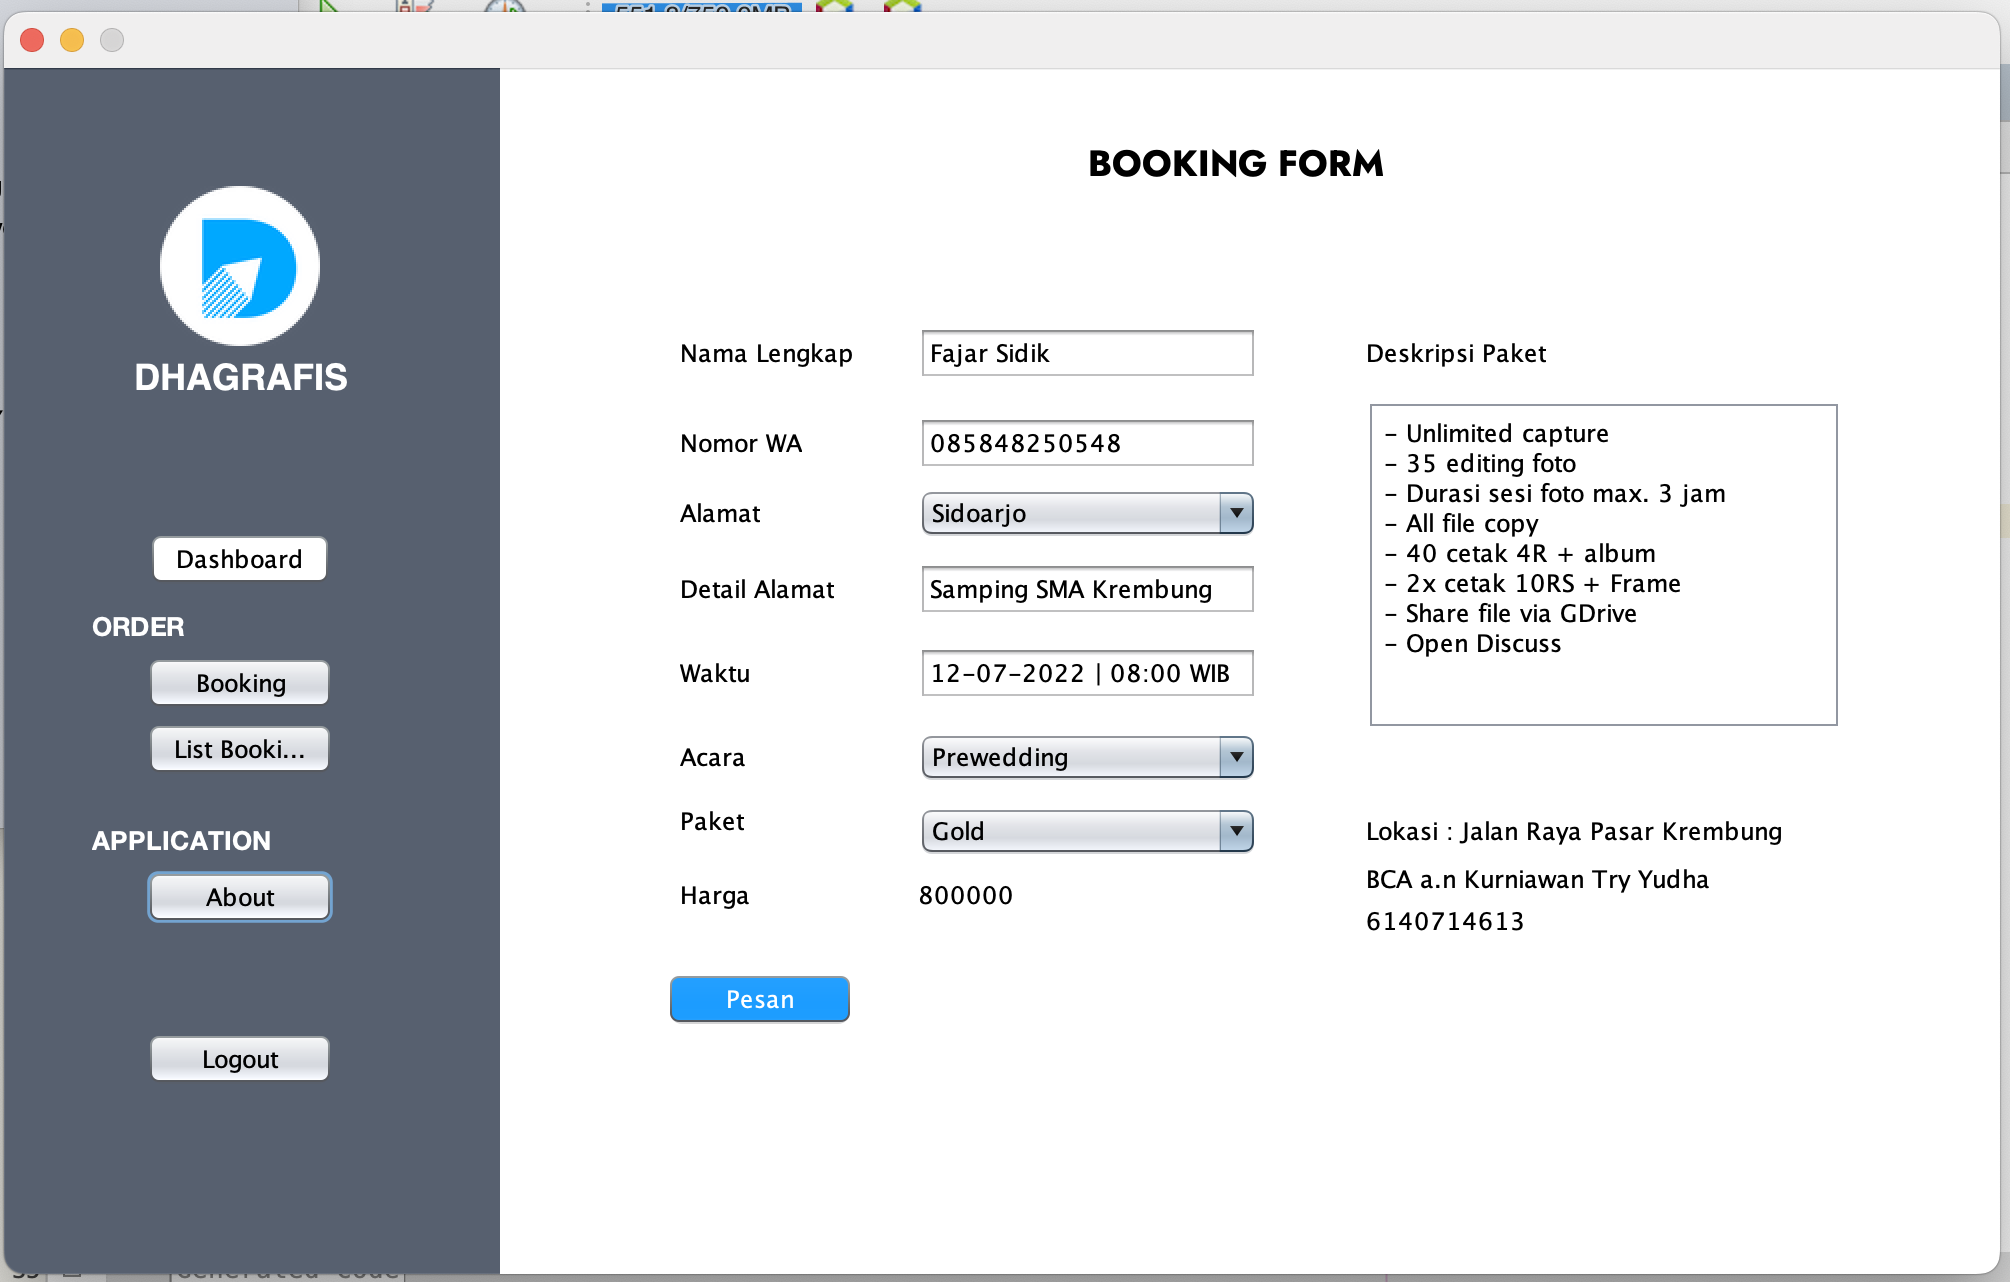 DHAGRAFIS
Dashboard
ORDER
Booking
List Booki...
APPLICATION
About
Logout
BOOKING FORM
Nama Lengkap
Fajar Sidik
Nomor WA
085848250548
Alamat
Sidoarjo
Detail Alamat
Samping SMA Krembung
Waktu
12-07-2022 | 08:00 WIB
Acara
Prewedding
Paket
Gold
Harga
800000
Pesan
Deskripsi Paket
- Unlimited capture
- 35 editing foto
- Durasi sesi foto max. 3 jam
- All file copy
- 40 cetak 4R + album
- 2x cetak 10RS + Frame
- Share file via GDrive
- Open Discuss
Lokasi : Jalan Raya Pasar Krembung
BCA a.n Kurniawan Try Yudha
6140714613
Generated Code